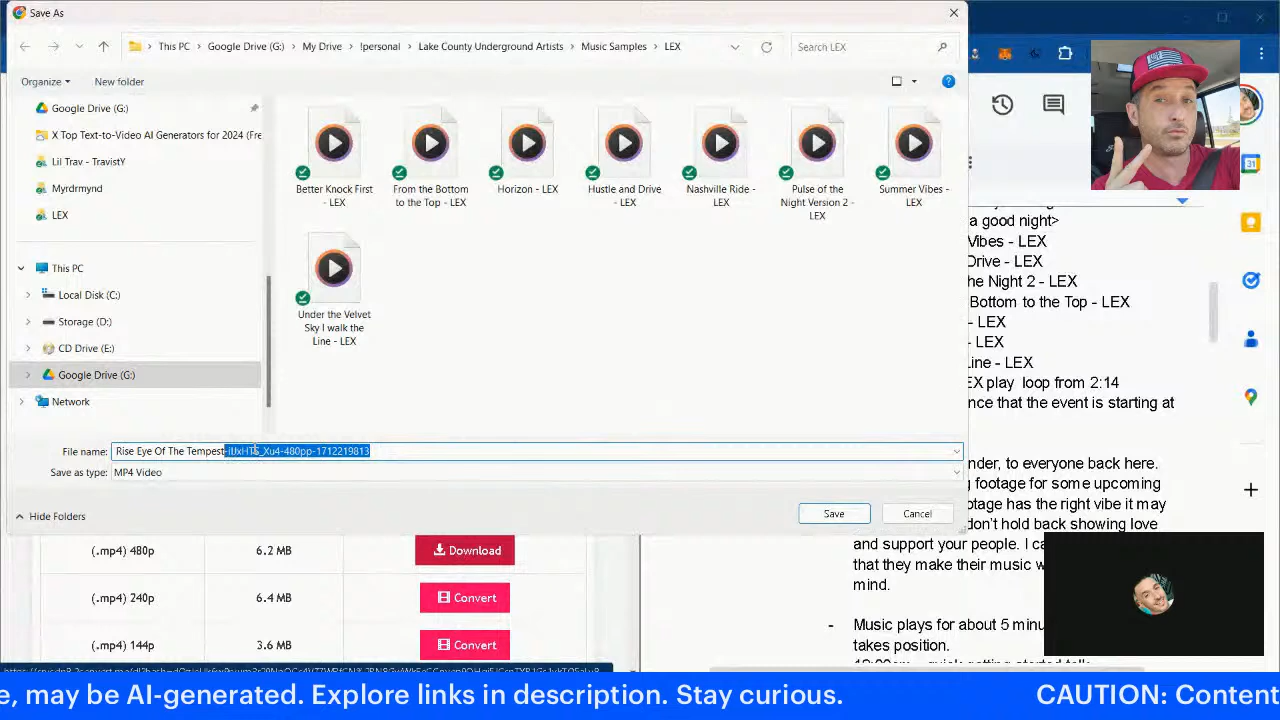 Save As
This PC > Google Drive (G:) > My Drive > !personal > Lake County Underground Artists > Music Samples > LEX
Search LEX
Organize
New folder
Google Drive (G:)
X Top Text-to-Video AI Generators for 2024 (Fre
Lil Trav - TravistY
Myrdrmynd
LEX
This PC
Local Disk (C:)
Storage (D:)
CD Drive (E:)
Google Drive (G:)
Network
Better Knock First
- LEX
From the Bottom
to the Top - LEX
Horizon - LEX
Hustle and Drive
- LEX
Nashville Ride -
LEX
Pulse of the
Night Version 2 -
LEX
Summer Vibes -
LEX
Under the Velvet
Sky I walk the
Line - LEX
File name:
Rise Eye Of The Tempest
Xu4-480pp-1712219813
Save as type:
MP4 Video
Hide Folders
Save
Cancel
(.mp4) 480p 6.2 MB Download
(.mp4) 240p 6.4 MB Convert
(.mp4) 144p 3.6 MB Convert
31
a good night>
Vibes - LEX
Drive - LEX
he Night 2 - LEX
Bottom to the Top - LEX
- LEX
- LEX
Line - LEX
EX play loop from 2:14
nce that the event is starting at
nder, to everyone back here.
g footage for some upcoming
otage has the right vibe it may
don't hold back showing love
and support your people. I ca
that they make their music w
mind.
- Music plays for about 5 minu
takes position.
e, may be AI-generated. Explore links in description. Stay curious.
CAUTION: Content